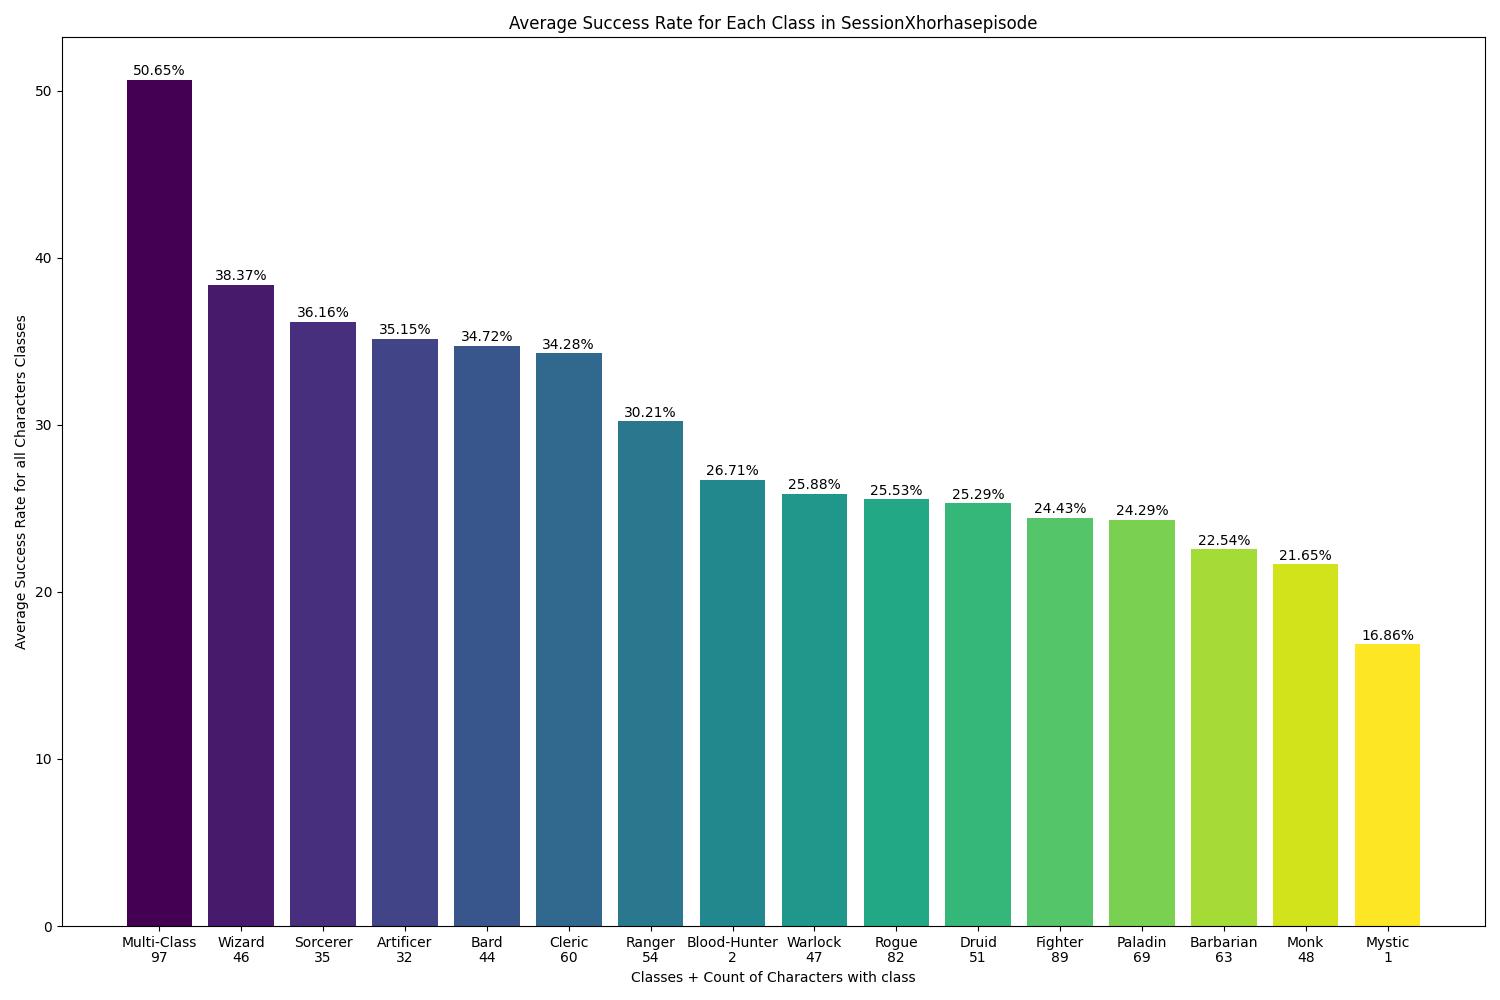 Average Success Rate for Each Class in SessionXhorhasepisode
50.65%
38.37%
36.16%
35.15%
34.72%
34.28%
30.21%
26.71%
25.88%
25.53%
25.29%
24.43%
24.29%
22.54%
21.65%
16.86%
Average Success Rate for all Characters Classes
50
40
30
20
10
0
Multi-Class
97
Wizard
46
Sorcerer
35
Artificer
32
Bard
44
Cleric
60
Ranger
54
Blood-Hunter
2
Warlock
47
Rogue
82
Druid
51
Fighter
89
Paladin
69
Barbarian
63
Monk
48
Mystic
1
Classes + Count of Characters with class